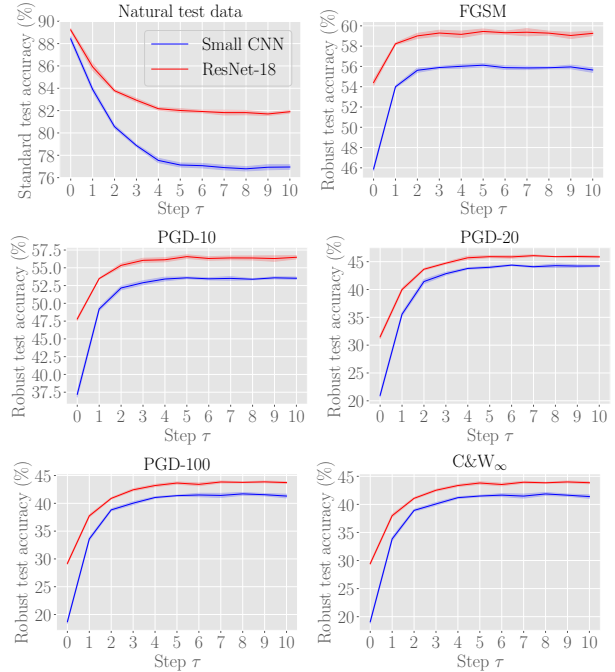 Natural test data
Standard test accuracy (%)
90
88
86
84
82
80
78
76
Small CNN
ResNet-18
0 1 2 3 4 5 6 7 8 9 10
Step τ
FGSM
Robust test accuracy (%)
60
58
56
54
52
50
48
46
0 1 2 3 4 5 6 7 8 9 10
Step τ
PGD-10
Robust test accuracy (%)
57.5
55.0
52.5
50.0
47.5
45.0
42.5
40.0
37.5
0 1 2 3 4 5 6 7 8 9 10
Step τ
PGD-20
Robust test accuracy (%)
45
40
35
30
25
20
0 1 2 3 4 5 6 7 8 9 10
Step τ
PGD-100
Robust test accuracy (%)
45
40
35
30
25
20
0 1 2 3 4 5 6 7 8 9 10
Step τ
C&W∞
Robust test accuracy (%)
45
40
35
30
25
20
0 1 2 3 4 5 6 7 8 9 10
Step τ